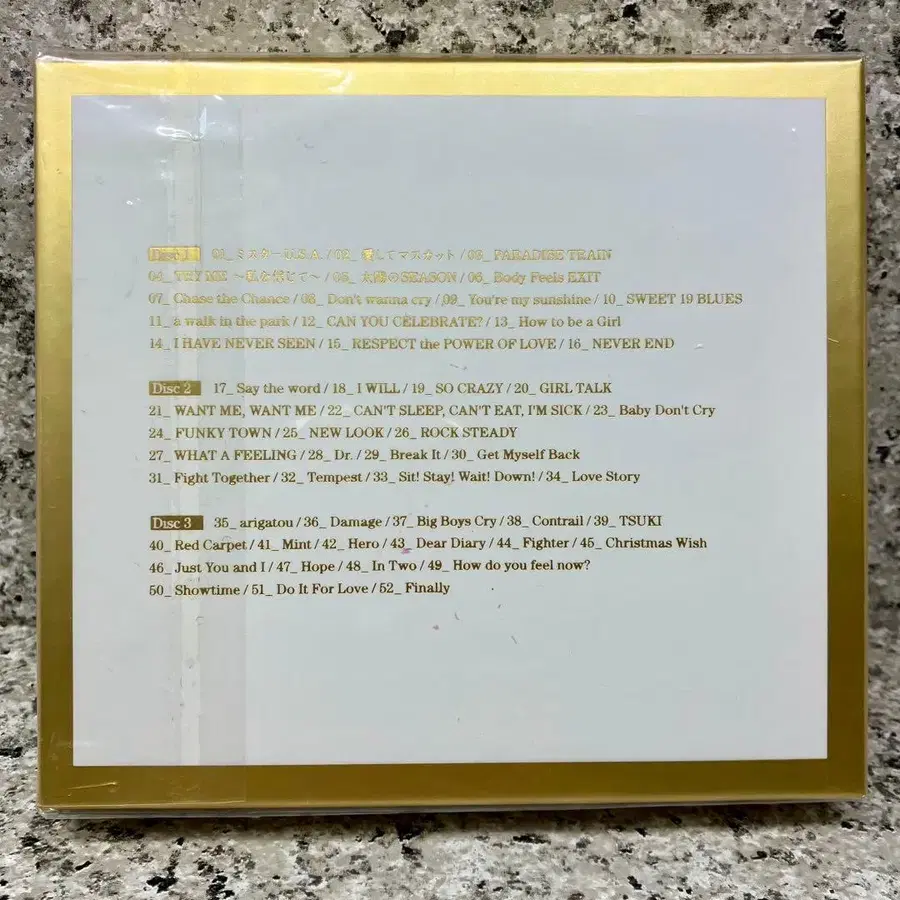 Disc 1 01_ ミスターU.S.A. / 02_ 愛してマスカット / 03_ PARADISE TRAIN
04_ TRY ME ～私を信じて～ / 05_ 太陽のSEASON / 06_ Body Feels EXIT
07_ Chase the Chance / 08_ Don't wanna cry / 09_ You're my sunshine / 10_ SWEET 19 BLUES
11_ a walk in the park / 12_ CAN YOU CELEBRATE? / 13_ How to be a Girl
14_ I HAVE NEVER SEEN / 15_ RESPECT the POWER OF LOVE / 16_ NEVER END
Disc 2 17_ Say the word / 18_ I WILL / 19_ SO CRAZY / 20_ GIRL TALK
21_ WANT ME, WANT ME / 22_ CAN'T SLEEP, CAN'T EAT, I'M SICK / 23_ Baby Don't Cry
24_ FUNKY TOWN / 25_ NEW LOOK / 26_ ROCK STEADY
27_ WHAT A FEELING / 28_ Dr. / 29_ Break It / 30_ Get Myself Back
31_ Fight Together / 32_ Tempest / 33_ Sit! Stay! Wait! Down! / 34_ Love Story
Disc 3 35_ arigatou / 36_ Damage / 37_ Big Boys Cry / 38_ Contrail / 39_ TSUKI
40_ Red Carpet / 41_ Mint / 42_ Hero / 43_ Dear Diary / 44_ Fighter / 45_ Christmas Wish
46_ Just You and I / 47_ Hope / 48_ In Two / 49_ How do you feel now?
50_ Showtime / 51_ Do It For Love / 52_ Finally